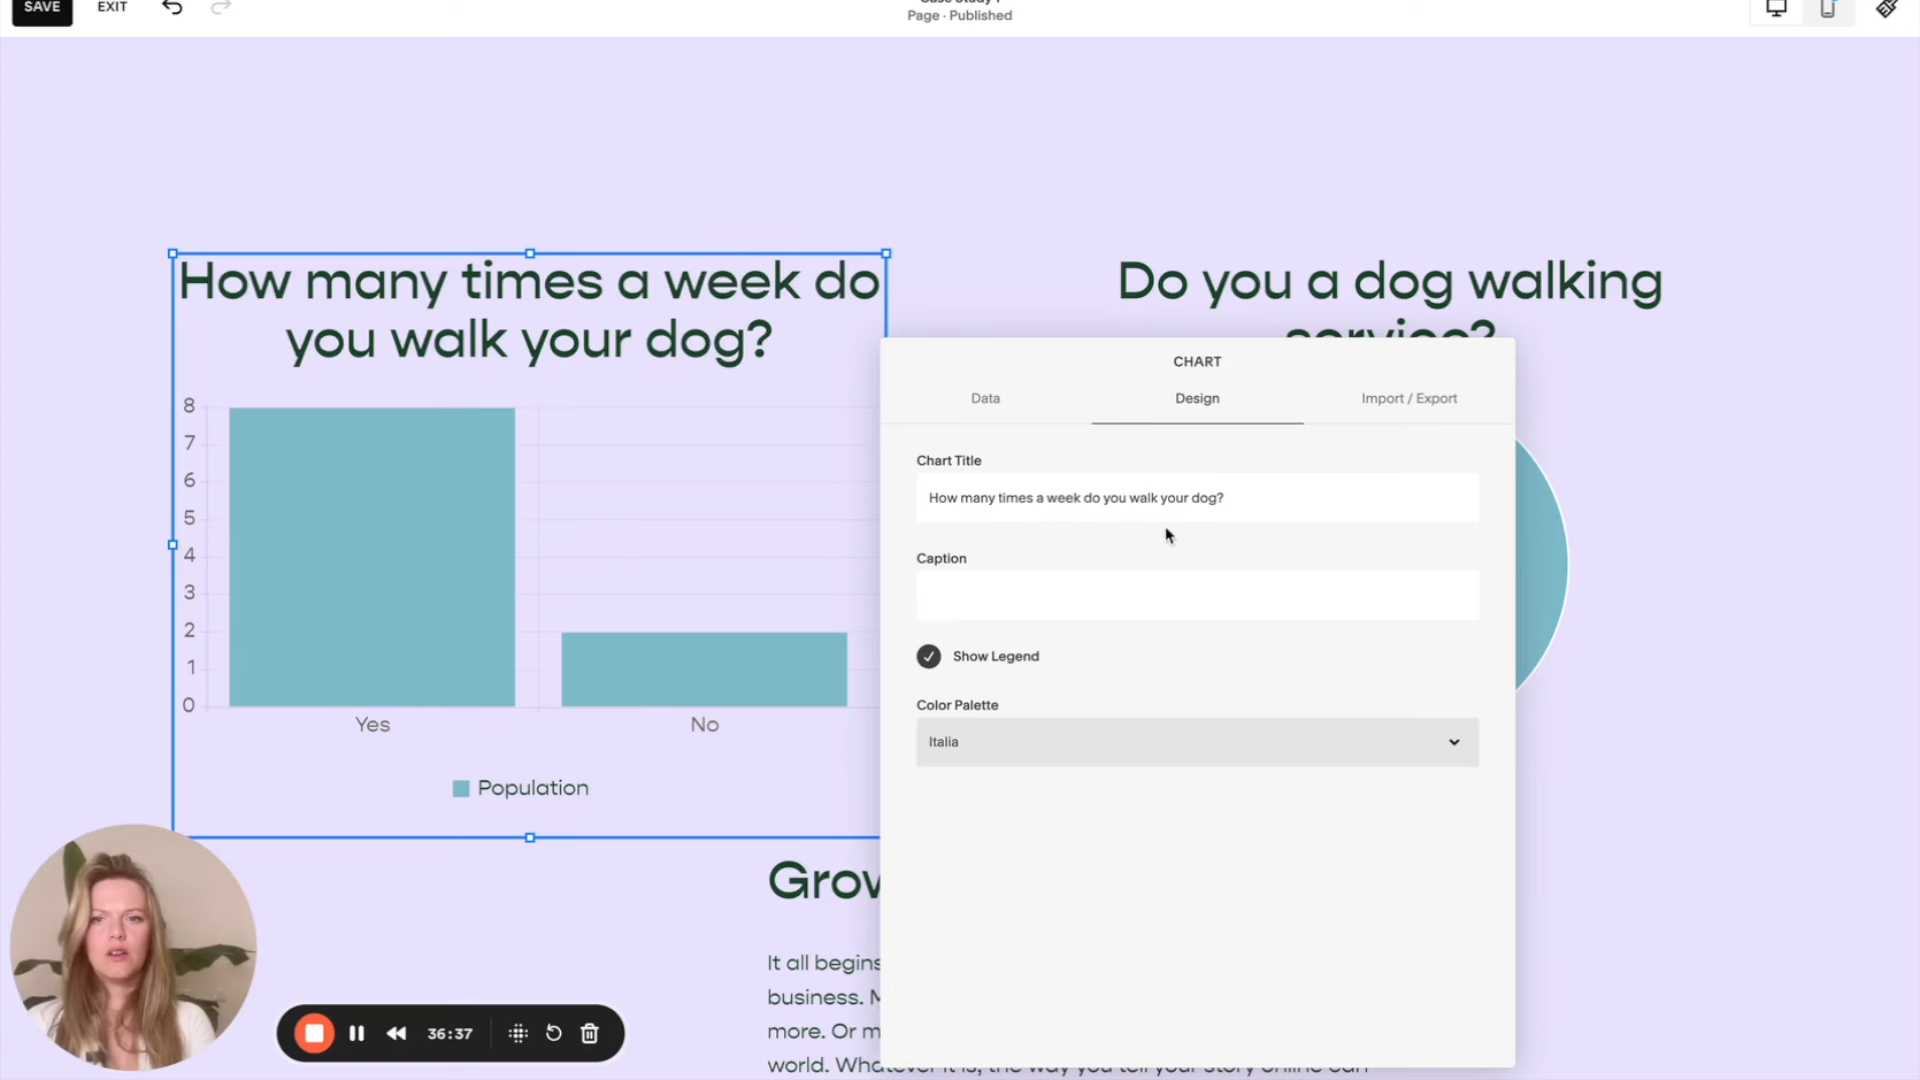 SAVE EXIT
Page · Published
How many times a week do
you walk your dog?
Do you a dog walking
service?
8
7
6
5
4
3
2
1
0
Yes No
Population
CHART
Data Design Import / Export
Chart Title
How many times a week do you walk your dog?
Caption
Show Legend
Color Palette
Italia
It all begins
business.
more. Or
world.
36:37